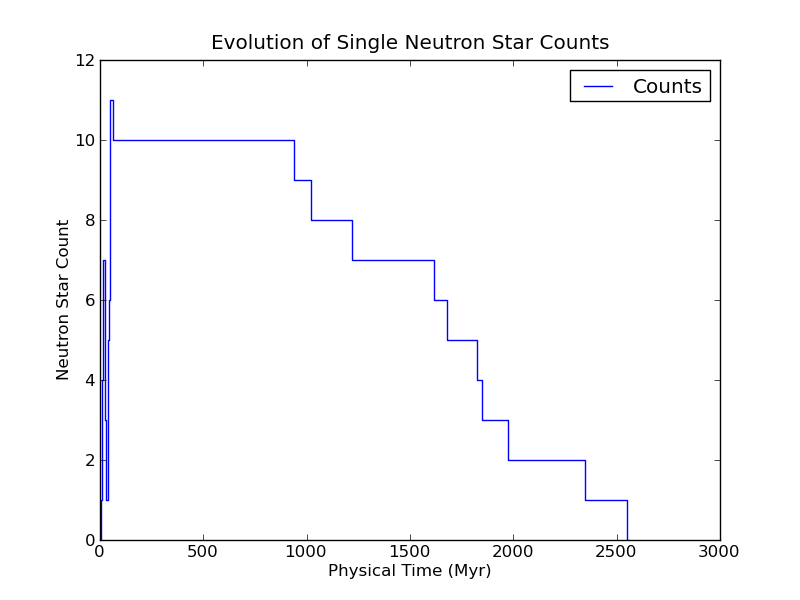 Evolution of Single Neutron Star Counts
Counts
Neutron Star Count
12
10
8
6
4
2
0
0 500 1000 1500 2000 2500 3000
Physical Time (Myr)